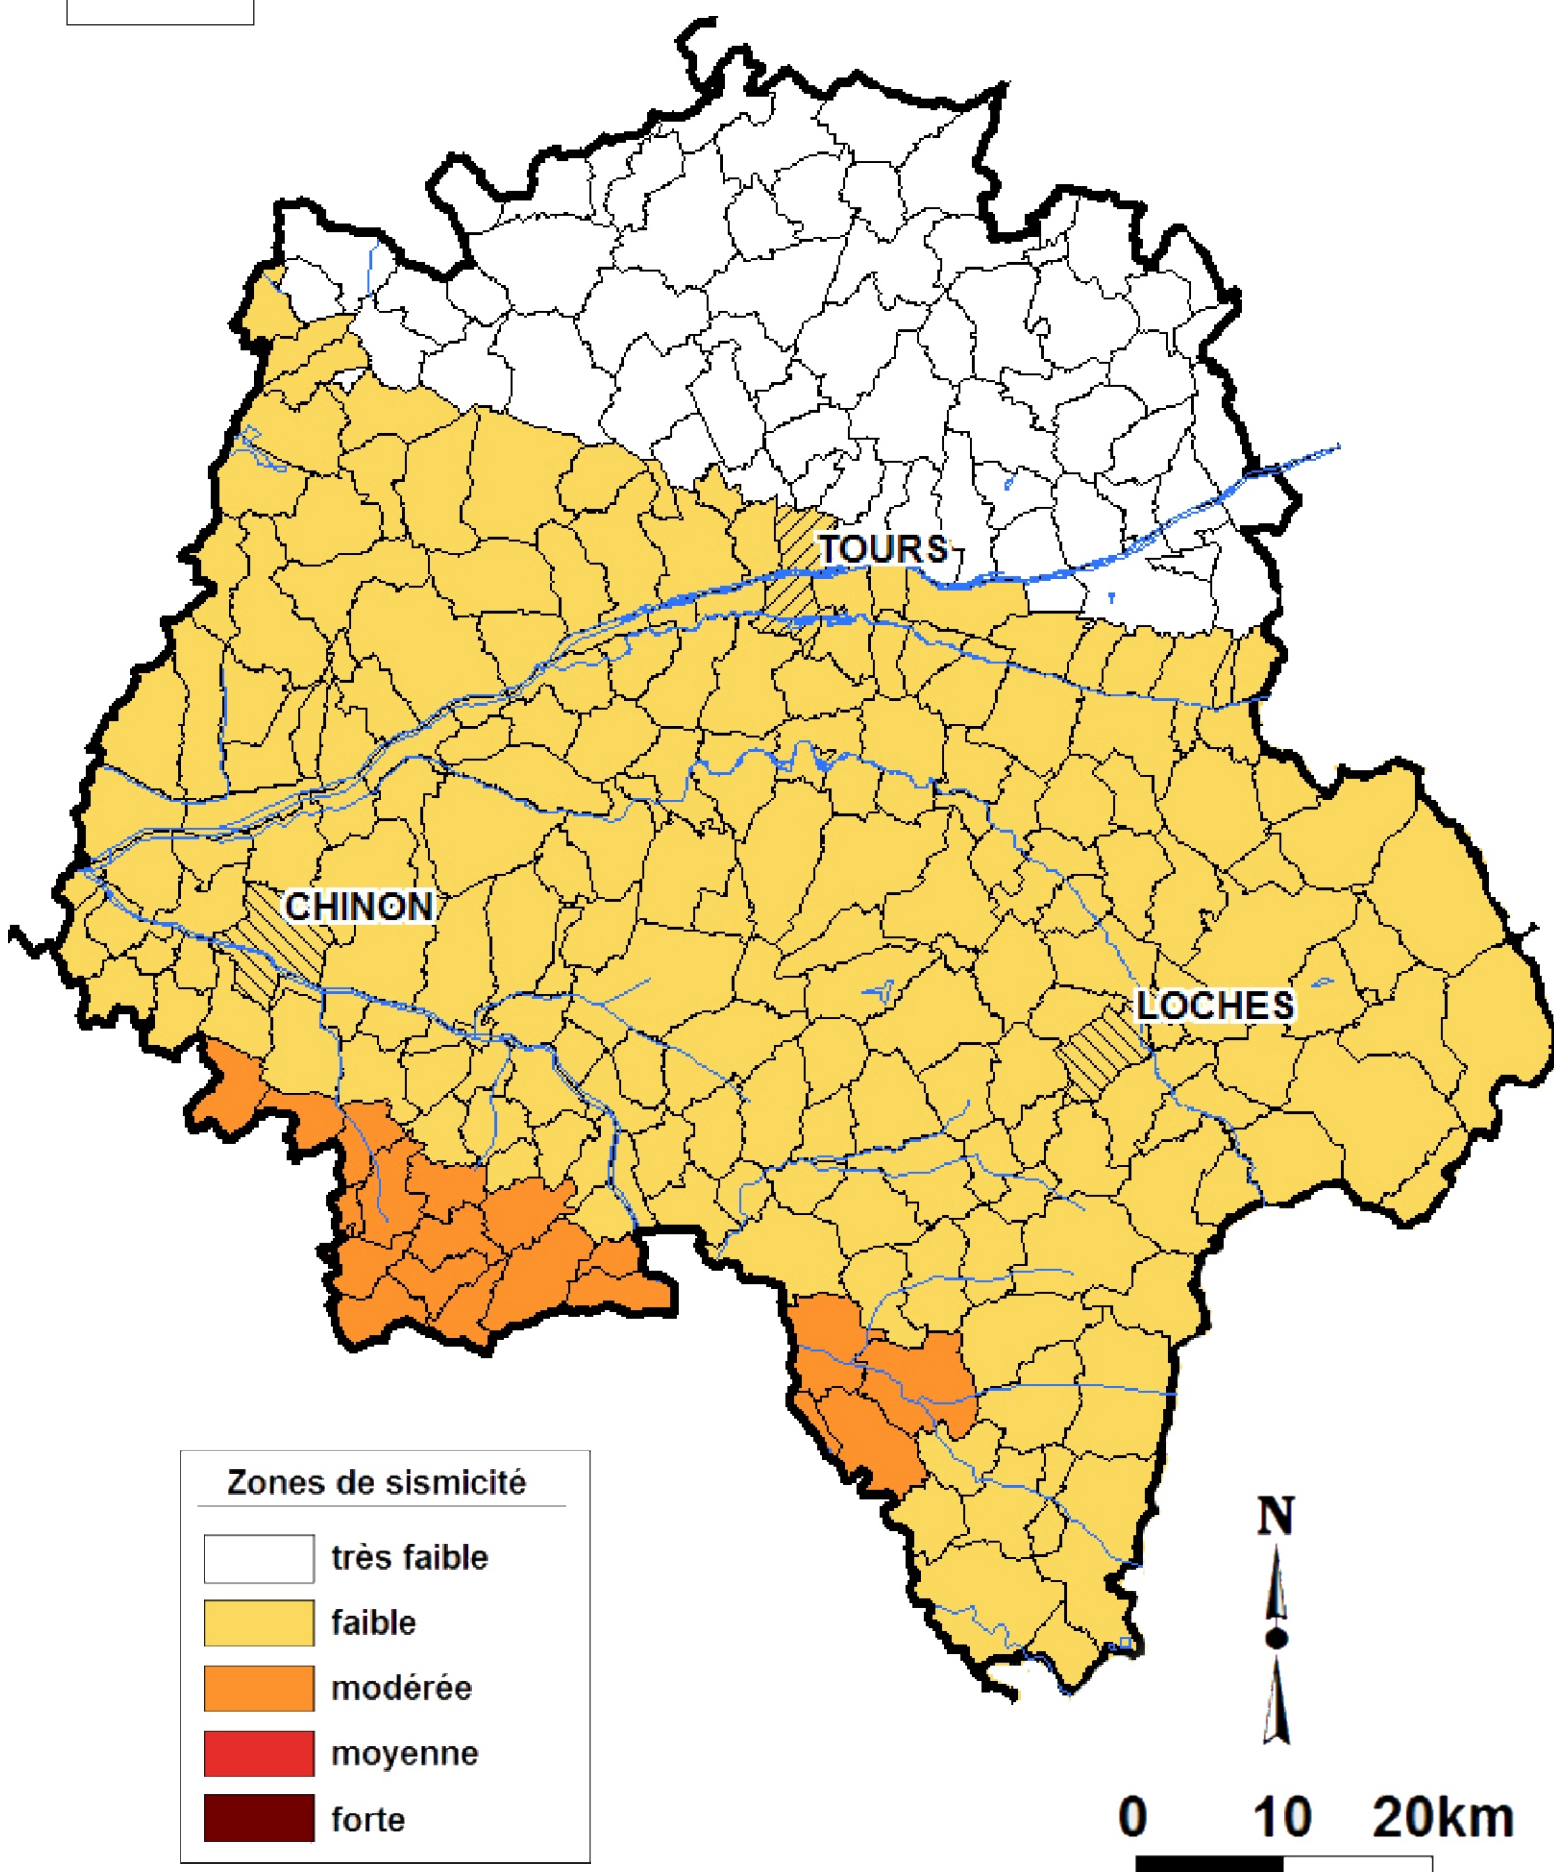 TOURS
CHINON
LOCHES
Zones de sismicité
très faible
faible
modérée
moyenne
forte
N
0 10 20km